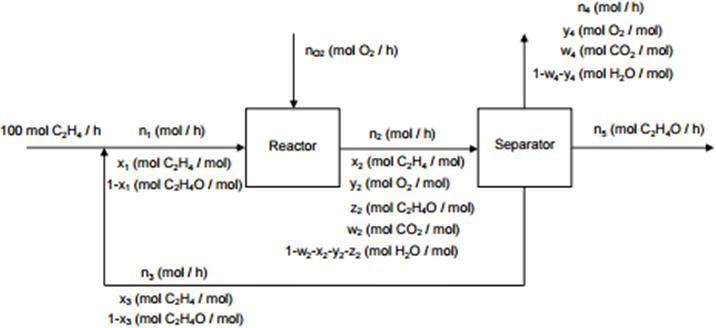 n₄ (mol / h)
y₄ (mol O₂ / mol)
w₄ (mol CO₂ / mol)
1-w₄-y₄ (mol H₂O / mol)
nO2 (mol O₂ / h)
100 mol C₂H₄ / h
n₁ (mol / h)
Reactor
n₂ (mol / h)
Separator
n₅ (mol C₂H₄O / h)
x₁ (mol C₂H₄ / mol)
1-x₁ (mol C₂H₄O / mol)
x₂ (mol C₂H₄ / mol)
y₂ (mol O₂ / mol)
z₂ (mol C₂H₄O / mol)
w₂ (mol CO₂ / mol)
1-w₂-x₂-y₂-z₂ (mol H₂O / mol)
n₃ (mol / h)
x₃ (mol C₂H₄ / mol)
1-x₃ (mol C₂H₄O / mol)